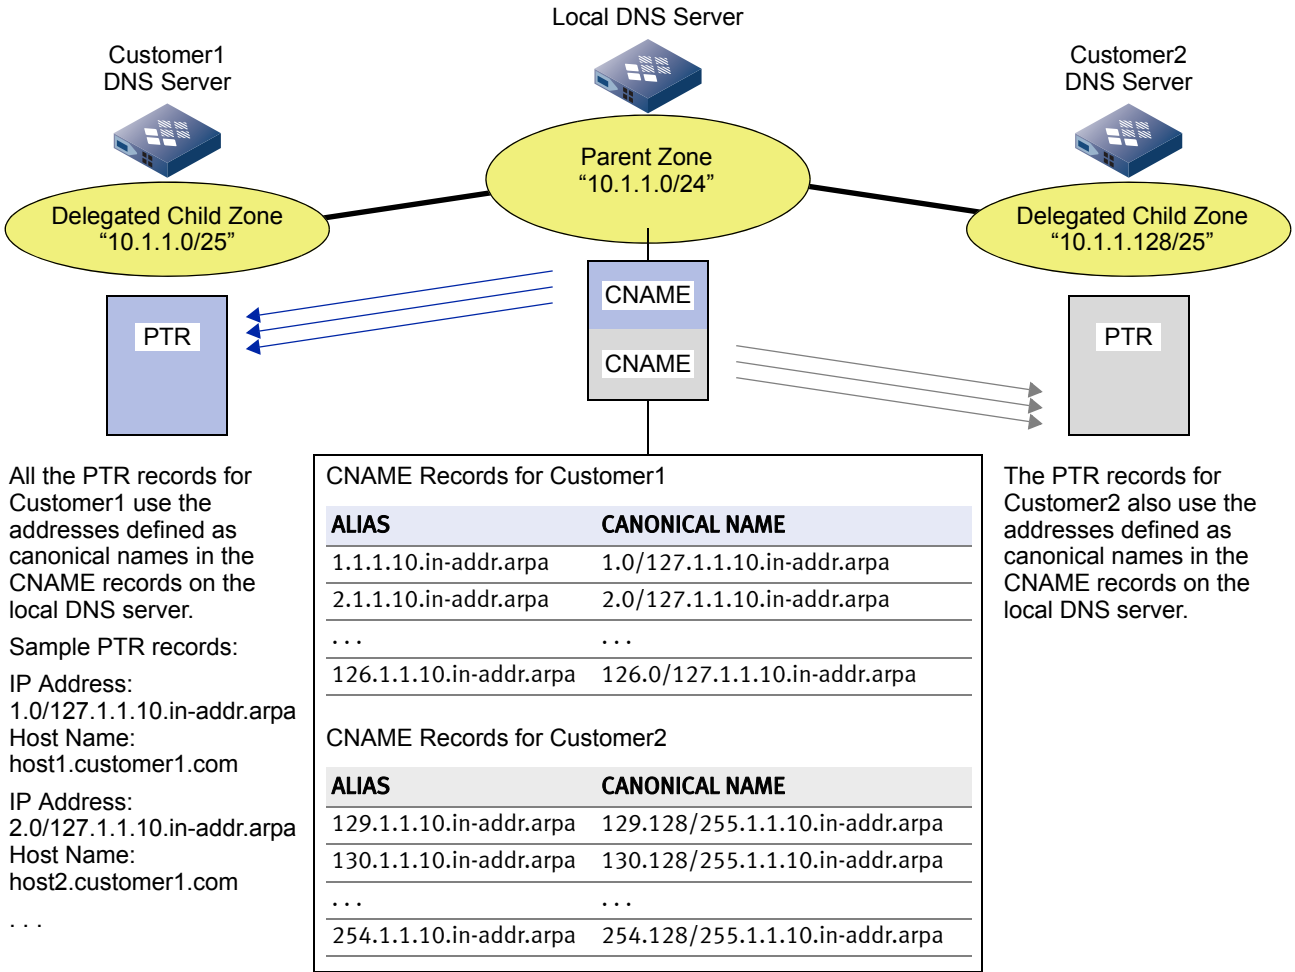 Local DNS Server
Customer1
DNS Server
Customer2
DNS Server
Parent Zone
“10.1.1.0/24”
Delegated Child Zone
“10.1.1.0/25”
Delegated Child Zone
“10.1.1.128/25”
CNAME
CNAME
PTR
PTR
All the PTR records for
Customer1 use the
addresses defined as
canonical names in the
CNAME records on the
local DNS server.
Sample PTR records:
IP Address:
1.0/127.1.1.10.in-addr.arpa
Host Name:
host1.customer1.com
IP Address:
2.0/127.1.1.10.in-addr.arpa
Host Name:
host2.customer1.com
. . .
CNAME Records for Customer1
ALIAS CANONICAL NAME
1.1.1.10.in-addr.arpa 1.0/127.1.1.10.in-addr.arpa
2.1.1.10.in-addr.arpa 2.0/127.1.1.10.in-addr.arpa
. . . . . .
126.1.1.10.in-addr.arpa 126.0/127.1.1.10.in-addr.arpa
CNAME Records for Customer2
ALIAS CANONICAL NAME
129.1.1.10.in-addr.arpa 129.128/255.1.1.10.in-addr.arpa
130.1.1.10.in-addr.arpa 130.128/255.1.1.10.in-addr.arpa
. . . . . .
254.1.1.10.in-addr.arpa 254.128/255.1.1.10.in-addr.arpa
The PTR records for
Customer2 also use the
addresses defined as
canonical names in the
CNAME records on the
local DNS server.